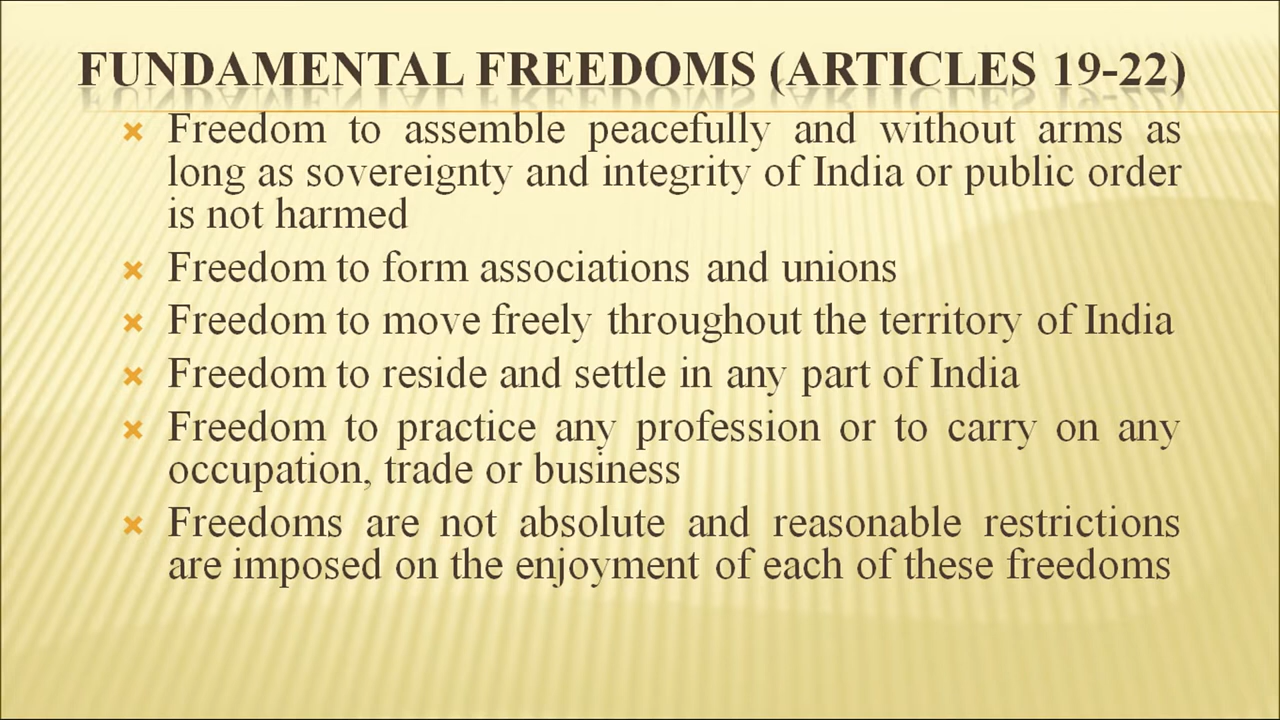 FUNDAMENTAL FREEDOMS (ARTICLES 19-22)
Freedom to assemble peacefully and without arms as
long as sovereignty and integrity of India or public order
is not harmed
Freedom to form associations and unions
Freedom to move freely throughout the territory of India
Freedom to reside and settle in any part of India
Freedom to practice any profession or to carry on any
occupation, trade or business
Freedoms are not absolute and reasonable restrictions
are imposed on the enjoyment of each of these freedoms